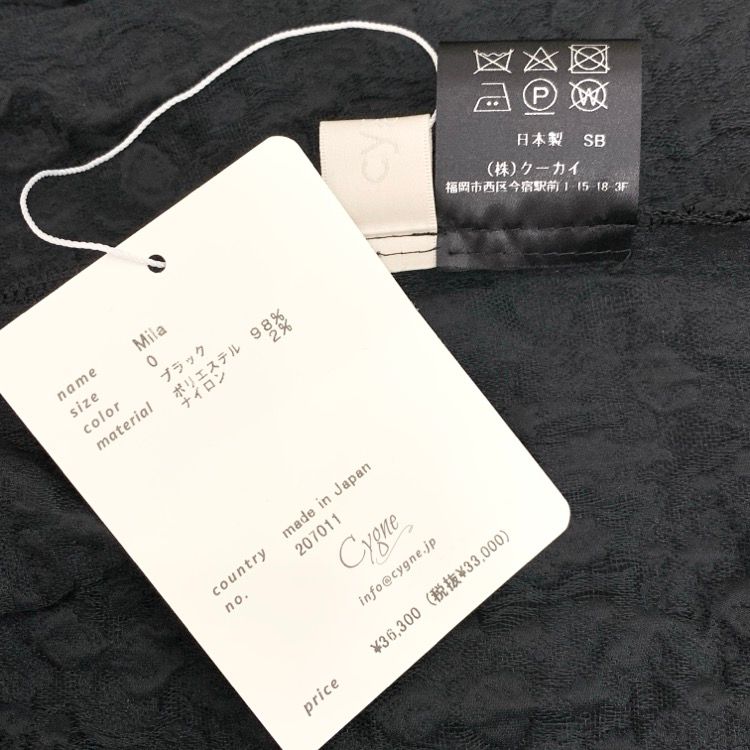 P
W
日本製 SB
(株)クーカイ
福岡市西区今宿駅前1-15-18-3F
cy
name Mila
size 0
color ブラック
material ポリエステル 98%
ナイロン 2%
country made in Japan
no. 207011
Cygne
info@cygne.jp
price ¥36,300 (税抜¥33,000)